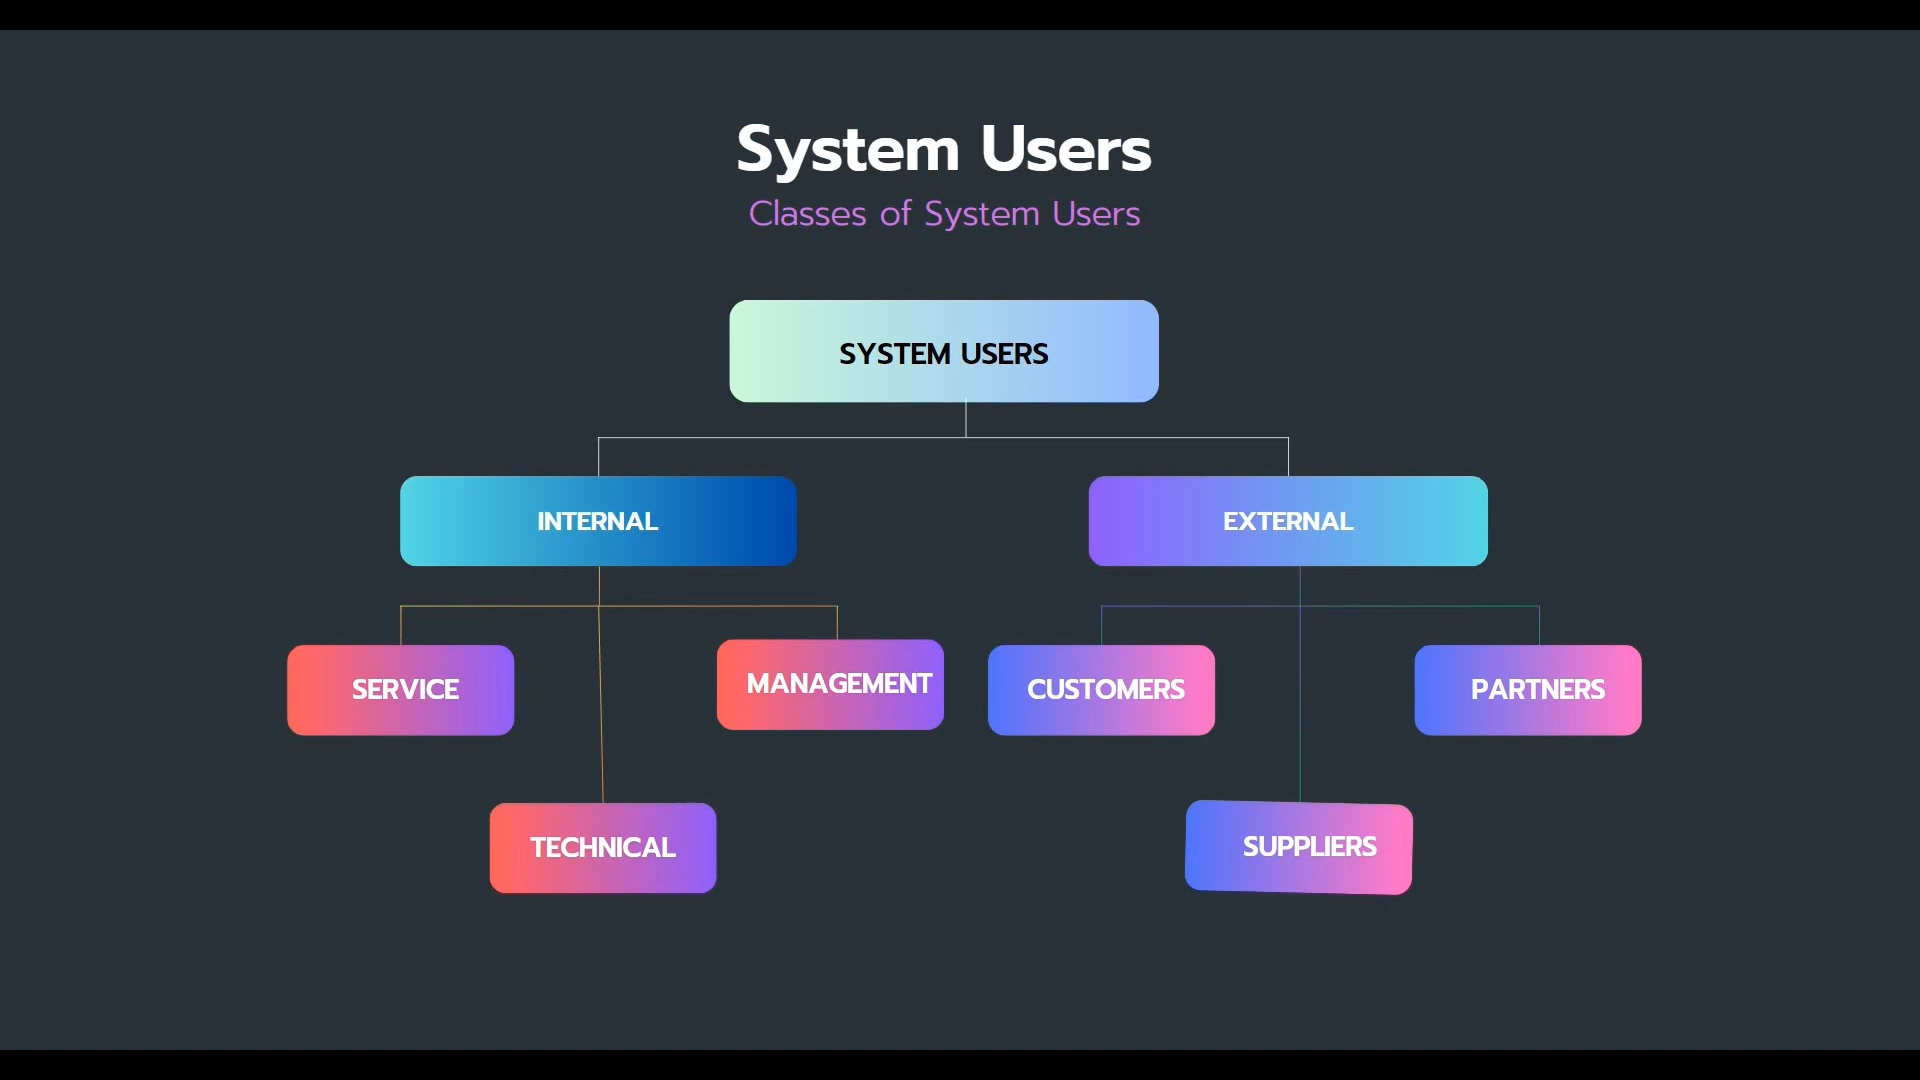 System Users
Classes of System Users
SYSTEM USERS
INTERNAL
EXTERNAL
SERVICE
MANAGEMENT
CUSTOMERS
PARTNERS
TECHNICAL
SUPPLIERS